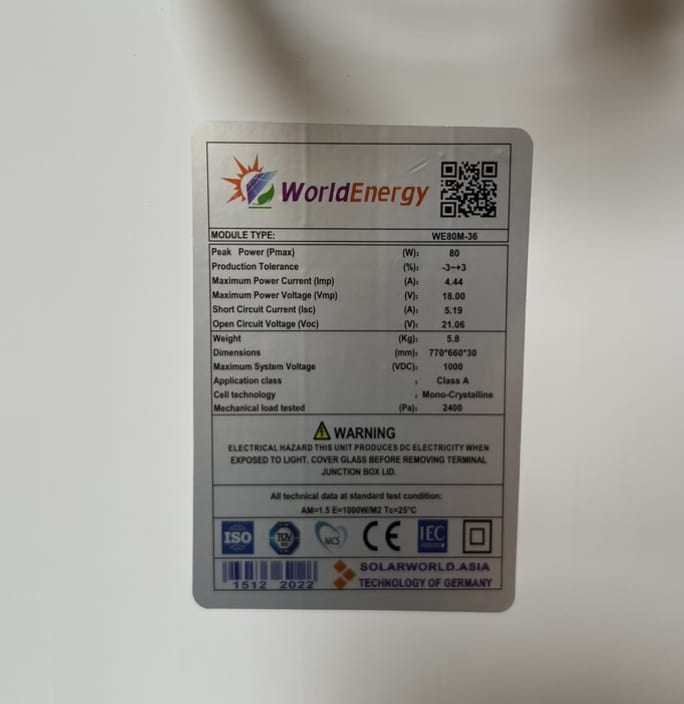 WorldEnergy
MODULE TYPE: WE80M-36
Peak Power (Pmax) (W): 80
Production Tolerance (%): -3~+3
Maximum Power Current (Imp) (A): 4.44
Maximum Power Voltage (Vmp) (V): 18.00
Short Circuit Current (Isc) (A): 5.19
Open Circuit Voltage (Voc) (V): 21.06
Weight (Kg): 5.8
Dimensions (mm): 770*660*30
Maximum System Voltage (VDC): 1000
Application class : Class A
Cell technology : Mono-Crystalline
Mechanical load tested (Pa): 2400
WARNING
ELECTRICAL HAZARD THIS UNIT PRODUCES DC ELECTRICITY WHEN
EXPOSED TO LIGHT. COVER GLASS BEFORE REMOVING TERMINAL
JUNCTION BOX LID.
All technical data at standard test condition:
AM=1.5 E=1000W/M2 Tc=25°C
ISO TÜV MCS CE IEC
SOLARWORLD.ASIA
1512 2022 TECHNOLOGY OF GERMANY